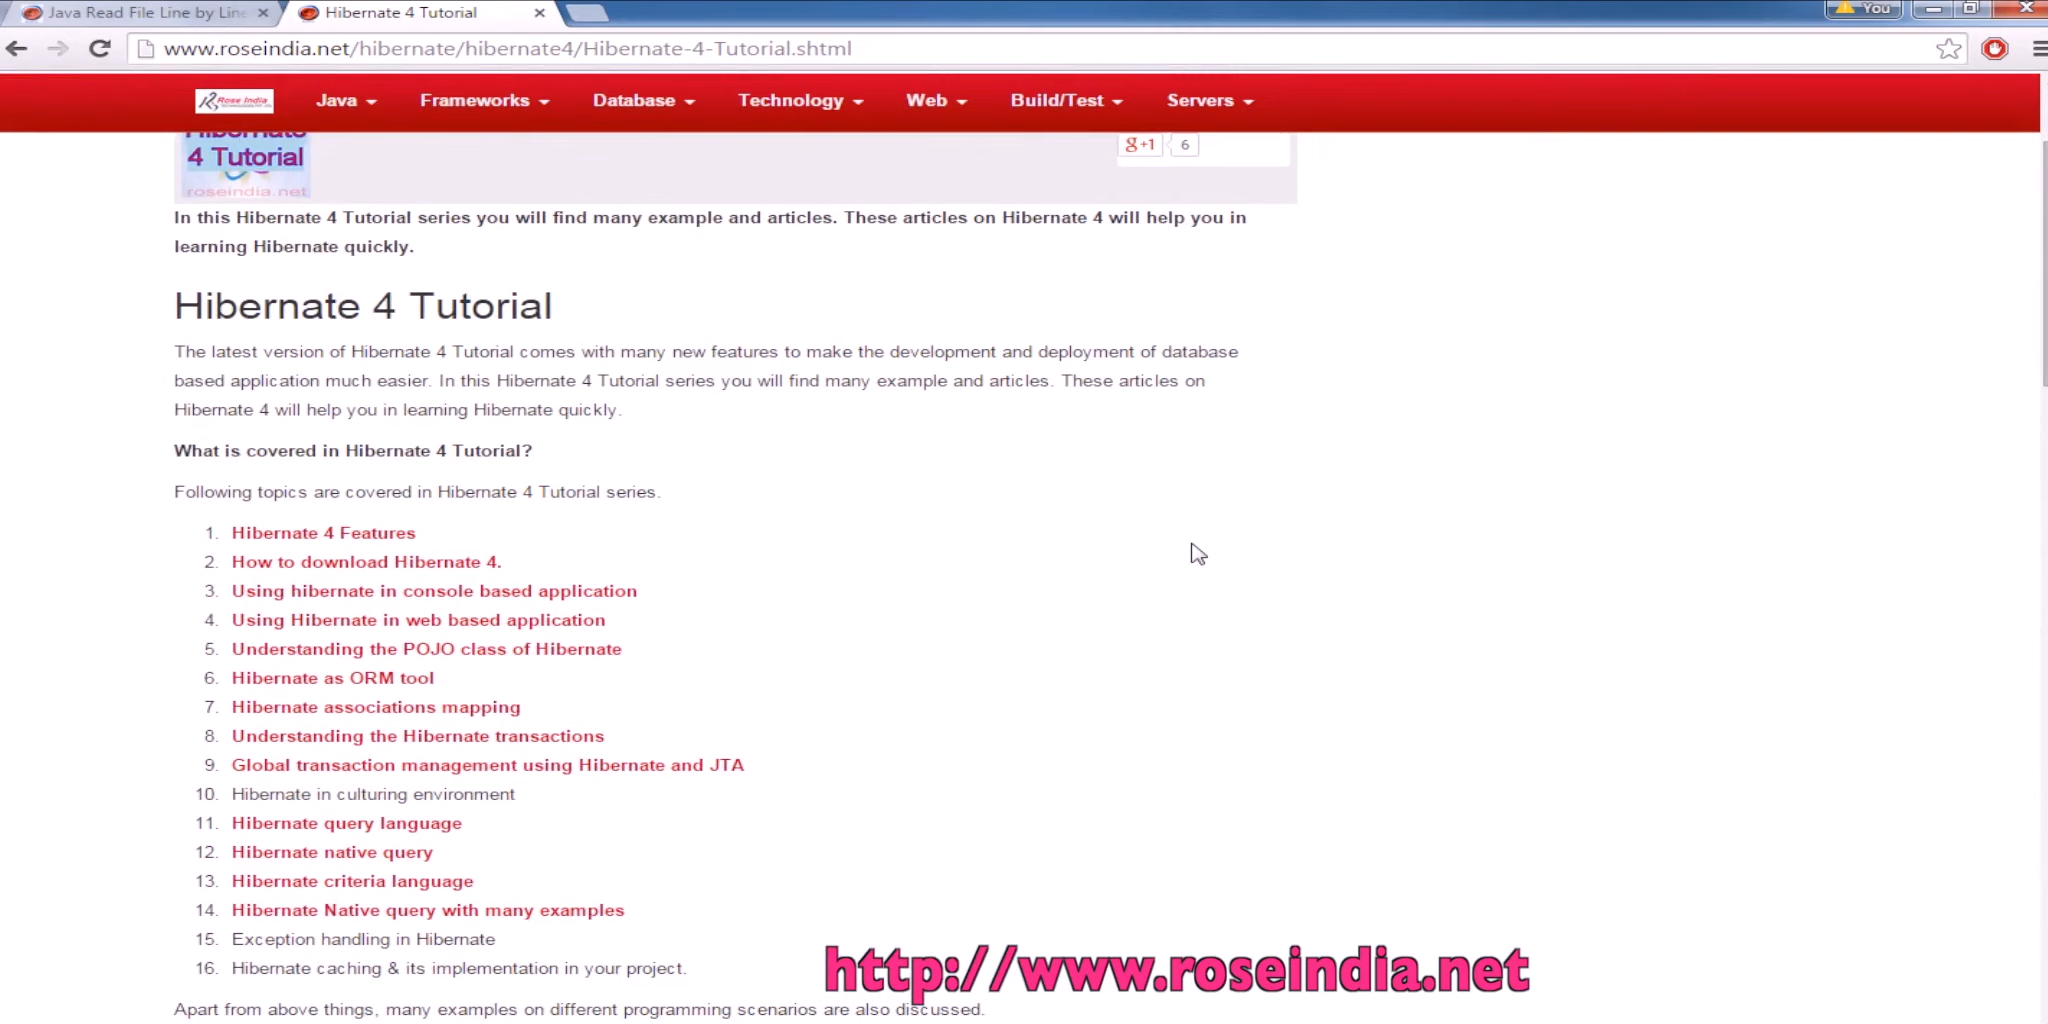 Java Read File Line by Line
Hibernate 4 Tutorial
You
www.roseindia.net/hibernate/hibernate4/Hibernate-4-Tutorial.shtml
Rose India
Java
Frameworks
Database
Technology
Web
Build/Test
Servers
Hibernate
4 Tutorial
roseindia.net
g+1
6
In this Hibernate 4 Tutorial series you will find many example and articles. These articles on Hibernate 4 will help you in
learning Hibernate quickly.
Hibernate 4 Tutorial
The latest version of Hibernate 4 Tutorial comes with many new features to make the development and deployment of database
based application much easier. In this Hibernate 4 Tutorial series you will find many example and articles. These articles on
Hibernate 4 will help you in learning Hibernate quickly.
What is covered in Hibernate 4 Tutorial?
Following topics are covered in Hibernate 4 Tutorial series.
1. Hibernate 4 Features
2. How to download Hibernate 4.
3. Using hibernate in console based application
4. Using Hibernate in web based application
5. Understanding the POJO class of Hibernate
6. Hibernate as ORM tool
7. Hibernate associations mapping
8. Understanding the Hibernate transactions
9. Global transaction management using Hibernate and JTA
10. Hibernate in culturing environment
11. Hibernate query language
12. Hibernate native query
13. Hibernate criteria language
14. Hibernate Native query with many examples
15. Exception handling in Hibernate
16. Hibernate caching & its implementation in your project.
http://www.roseindia.net
Apart from above things, many examples on different programming scenarios are also discussed.